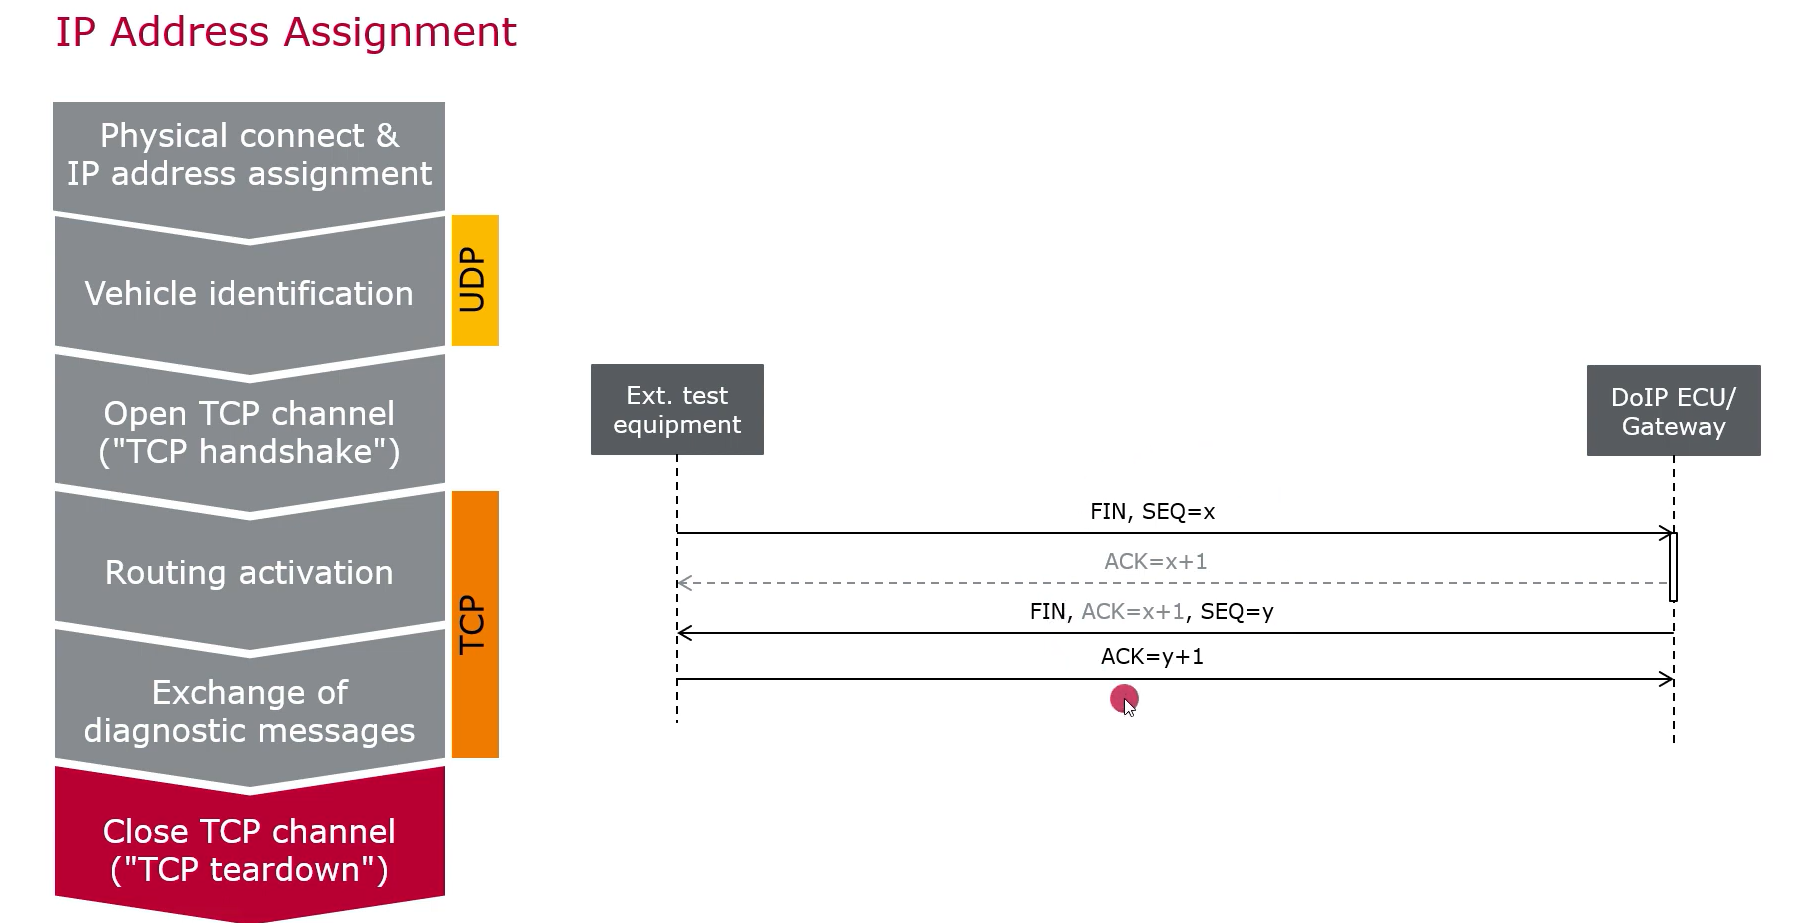 IP Address Assignment
Physical connect &
IP address assignment
Vehicle identification
UDP
Open TCP channel
("TCP handshake")
Routing activation
TCP
Exchange of
diagnostic messages
Close TCP channel
("TCP teardown")
Ext. test
equipment
DoIP ECU/
Gateway
FIN, SEQ=x
ACK=x+1
FIN, ACK=x+1, SEQ=y
ACK=y+1